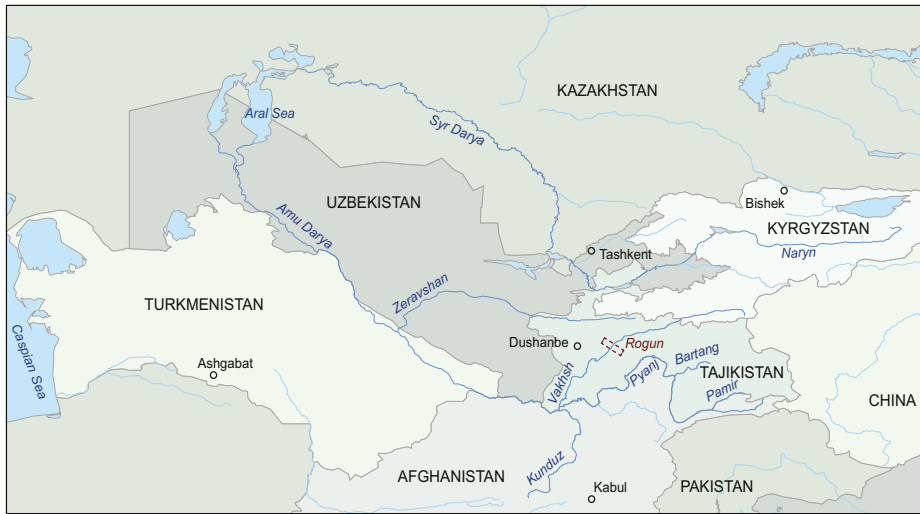 KAZAKHSTAN
Aral Sea
Syr Darya
Bishek
UZBEKISTAN
KYRGYZSTAN
Amu Darya
Tashkent
Naryn
Zeravshan
TURKMENISTAN
Dushanbe
Rogun
Caspian Sea
Ashgabat
Vakhsh
Pyanj
Bartang
TAJIKISTAN
Pamir
CHINA
Kunduz
AFGHANISTAN
Kabul
PAKISTAN